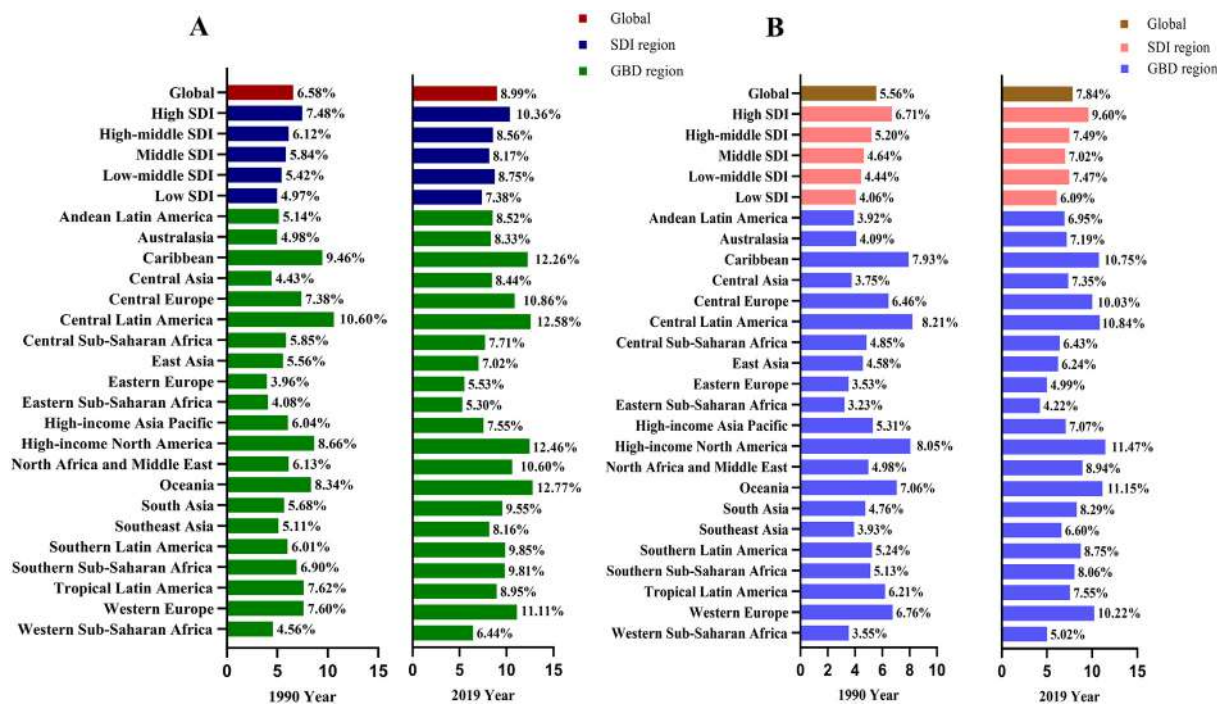 A
Global
SDI region
GBD region
Global 6.58% 8.99%
High SDI 7.48% 10.36%
High-middle SDI 6.12% 8.56%
Middle SDI 5.84% 8.17%
Low-middle SDI 5.42% 8.75%
Low SDI 4.97% 7.38%
Andean Latin America 5.14% 8.52%
Australasia 4.98% 8.33%
Caribbean 9.46% 12.26%
Central Asia 4.43% 8.44%
Central Europe 7.38% 10.86%
Central Latin America 10.60% 12.58%
Central Sub-Saharan Africa 5.85% 7.71%
East Asia 5.56% 7.02%
Eastern Europe 3.96% 5.53%
Eastern Sub-Saharan Africa 4.08% 5.30%
High-income Asia Pacific 6.04% 7.55%
High-income North America 8.66% 12.46%
North Africa and Middle East 6.13% 10.60%
Oceania 8.34% 12.77%
South Asia 5.68% 9.55%
Southeast Asia 5.11% 8.16%
Southern Latin America 6.01% 9.85%
Southern Sub-Saharan Africa 6.90% 9.81%
Tropical Latin America 7.62% 8.95%
Western Europe 7.60% 11.11%
Western Sub-Saharan Africa 4.56% 6.44%
0 5 10 15 0 5 10 15
1990 Year 2019 Year
B
Global
SDI region
GBD region
Global 5.56% 7.84%
High SDI 6.71% 9.60%
High-middle SDI 5.20% 7.49%
Middle SDI 4.64% 7.02%
Low-middle SDI 4.44% 7.47%
Low SDI 4.06% 6.09%
Andean Latin America 3.92% 6.95%
Australasia 4.09% 7.19%
Caribbean 7.93% 10.75%
Central Asia 3.75% 7.35%
Central Europe 6.46% 10.03%
Central Latin America 8.21% 10.84%
Central Sub-Saharan Africa 4.85% 6.43%
East Asia 4.58% 6.24%
Eastern Europe 3.53% 4.99%
Eastern Sub-Saharan Africa 3.23% 4.22%
High-income Asia Pacific 5.31% 7.07%
High-income North America 8.05% 11.47%
North Africa and Middle East 4.98% 8.94%
Oceania 7.06% 11.15%
South Asia 4.76% 8.29%
Southeast Asia 3.93% 6.60%
Southern Latin America 5.24% 8.75%
Southern Sub-Saharan Africa 5.13% 8.06%
Tropical Latin America 6.21% 7.55%
Western Europe 6.76% 10.22%
Western Sub-Saharan Africa 3.55% 5.02%
0 2 4 6 8 10 0 5 10 15
1990 Year 2019 Year